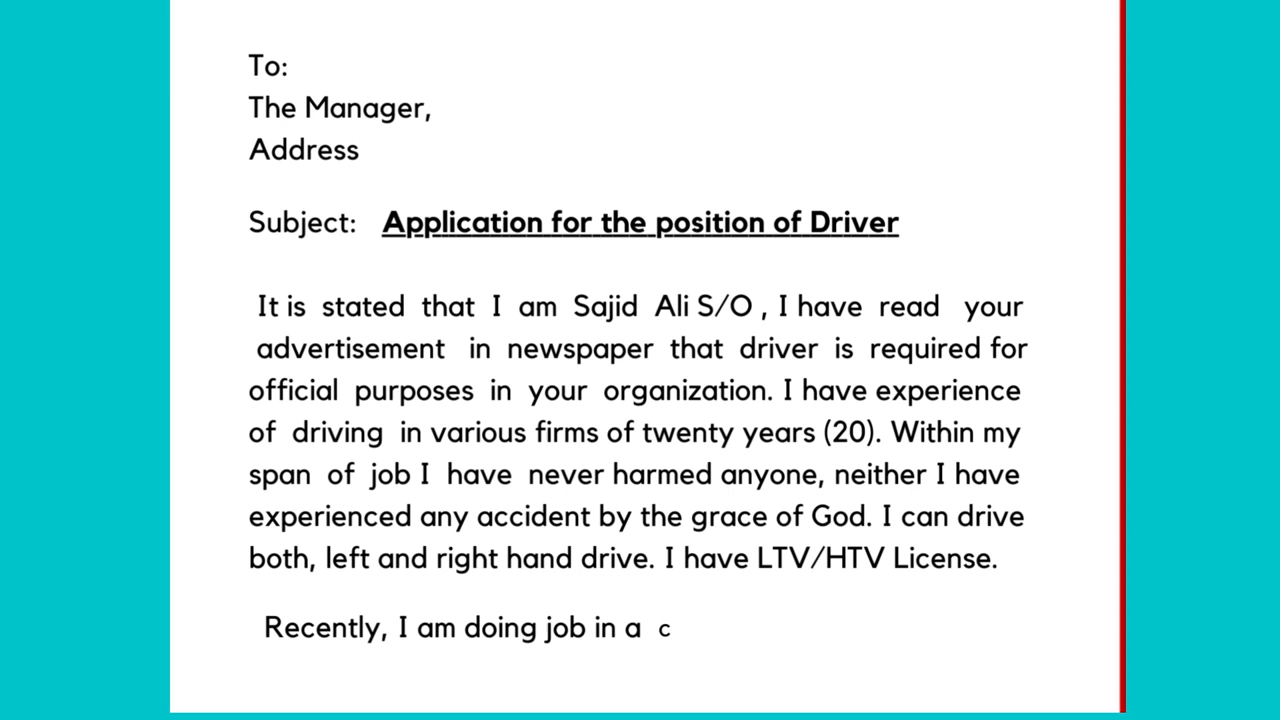 To:
The Manager,
Address
Subject: Application for the position of Driver
It is stated that I am Sajid Ali S/O , I have read your
advertisement in newspaper that driver is required for
official purposes in your organization. I have experience
of driving in various firms of twenty years (20). Within my
span of job I have never harmed anyone, neither I have
experienced any accident by the grace of God. I can drive
both, left and right hand drive. I have LTV/HTV License.
Recently, I am doing job in a c